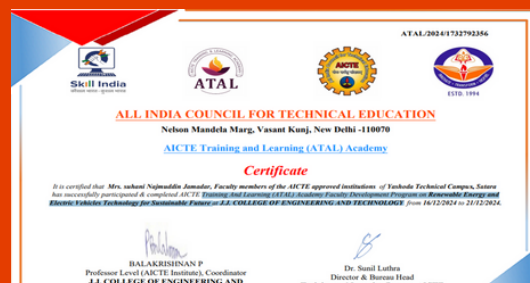 ATAL/2024/1732792356
Skill India
ATAL
AICTE
ESTD. 1994
ALL INDIA COUNCIL FOR TECHNICAL EDUCATION
Nelson Mandela Marg, Vasant Kunj, New Delhi -110070
AICTE Training and Learning (ATAL) Academy
Certificate
It is certified that Mrs. suhani Najmuddin Jamadar, Faculty members of the AICTE approved institutions of Yashoda Technical Campus, Satara
has successfully participated & completed AICTE Training And Learning (ATAL) Academy Faculty Development Program on Renewable Energy and
Electric Vehicles Technology for Sustainable Future at J.J. COLLEGE OF ENGINEERING AND TECHNOLOGY from 16/12/2024 to 21/12/2024.
BALAKRISHNAN P
Professor Level (AICTE Institute), Coordinator
J.J. COLLEGE OF ENGINEERING AND
Dr. Sunil Luthra
Director & Bureau Head